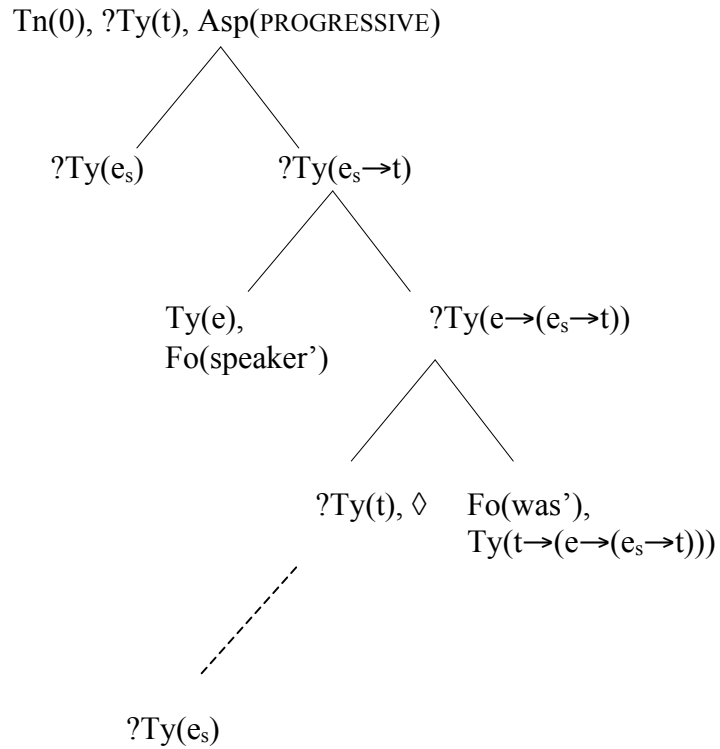 Tn(0), ?Ty(t), Asp(PROGRESSIVE)
?Ty(eₛ) ?Ty(eₛ→t)
Ty(e), ?Ty(e→(eₛ→t))
Fo(speaker’)
?Ty(t), ◊ Fo(was’),
Ty(t→(e→(eₛ→t)))
?Ty(eₛ)